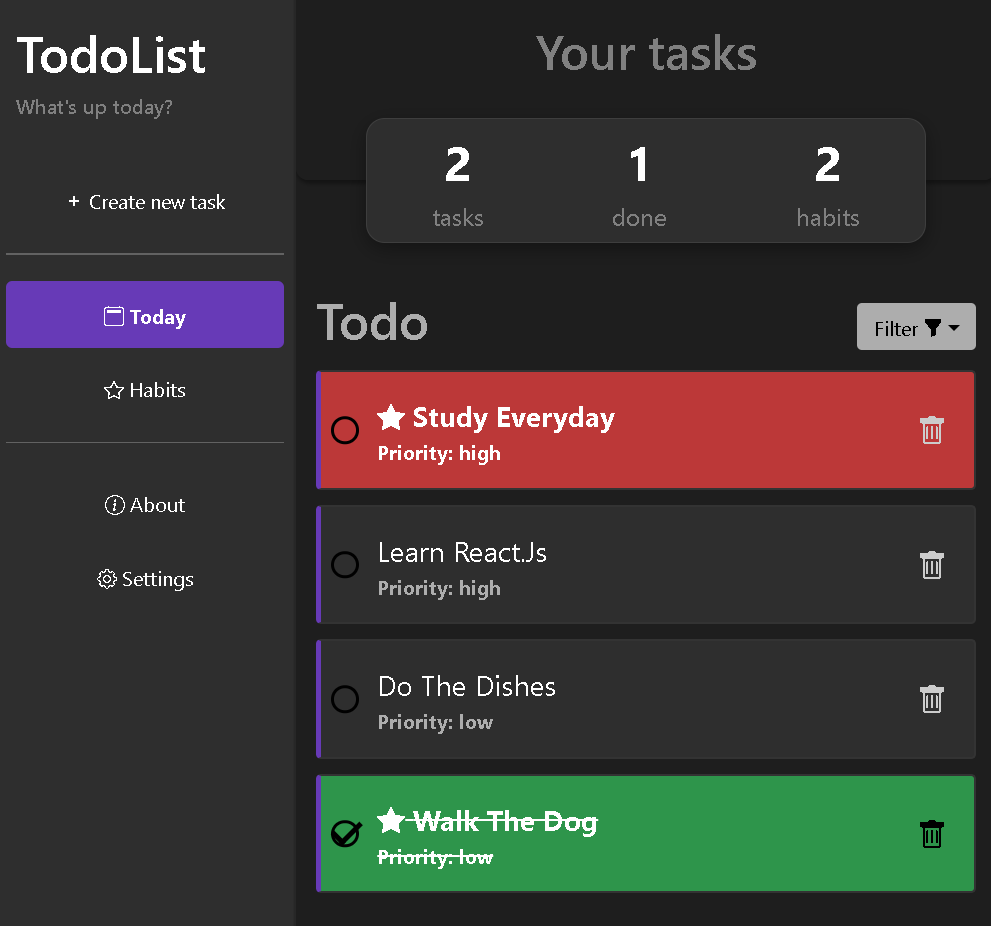 TodoList
What's up today?
+ Create new task
Today
Habits
About
Settings
Your tasks
2 1 2
tasks done habits
Todo
Filter
Study Everyday
Priority: high
Learn React.Js
Priority: high
Do The Dishes
Priority: low
Walk The Dog
Priority: low